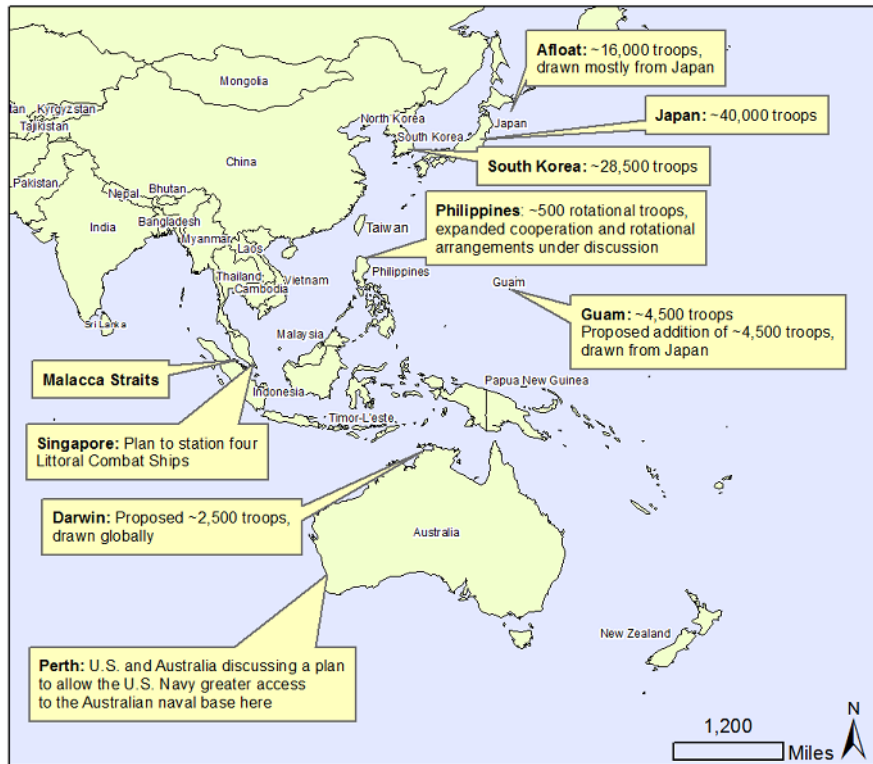 Afloat: ~16,000 troops,
drawn mostly from Japan
Mongolia
tan
Kyrgyzstan
Tajikistan
North Korea
Japan
Japan: ~40,000 troops
South Korea
China
South Korea: ~28,500 troops
Pakistan
Nepal
Bhutan
Philippines: ~500 rotational troops,
expanded cooperation and rotational
arrangements under discussion
India
Bangladesh
Taiwan
Myanmar
Laos
Thailand
Vietnam
Cambodia
Philippines
Guam
Sri Lanka
Guam: ~4,500 troops
Proposed addition of ~4,500 troops,
drawn from Japan
Malaysia
Malacca Straits
Papua New Guinea
Indonesia
Timor-L'este
Singapore: Plan to station four
Littoral Combat Ships
Darwin: Proposed ~2,500 troops,
drawn globally
Australia
New Zealand
Perth: U.S. and Australia discussing a plan
to allow the U.S. Navy greater access
to the Australian naval base here
N
1,200
Miles